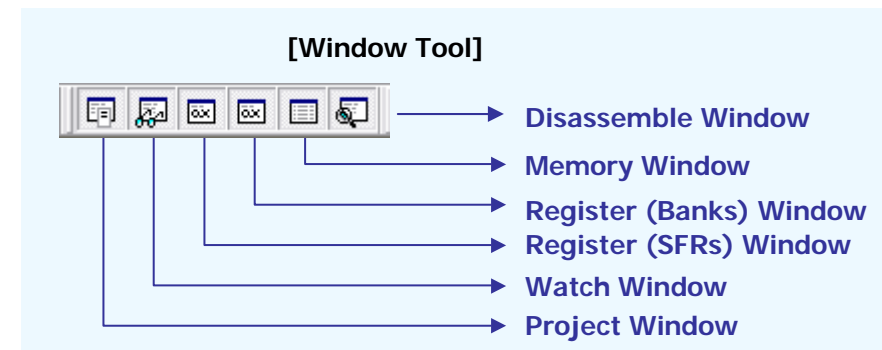 [Window Tool]
Disassemble Window
Memory Window
Register (Banks) Window
Register (SFRs) Window
Watch Window
Project Window